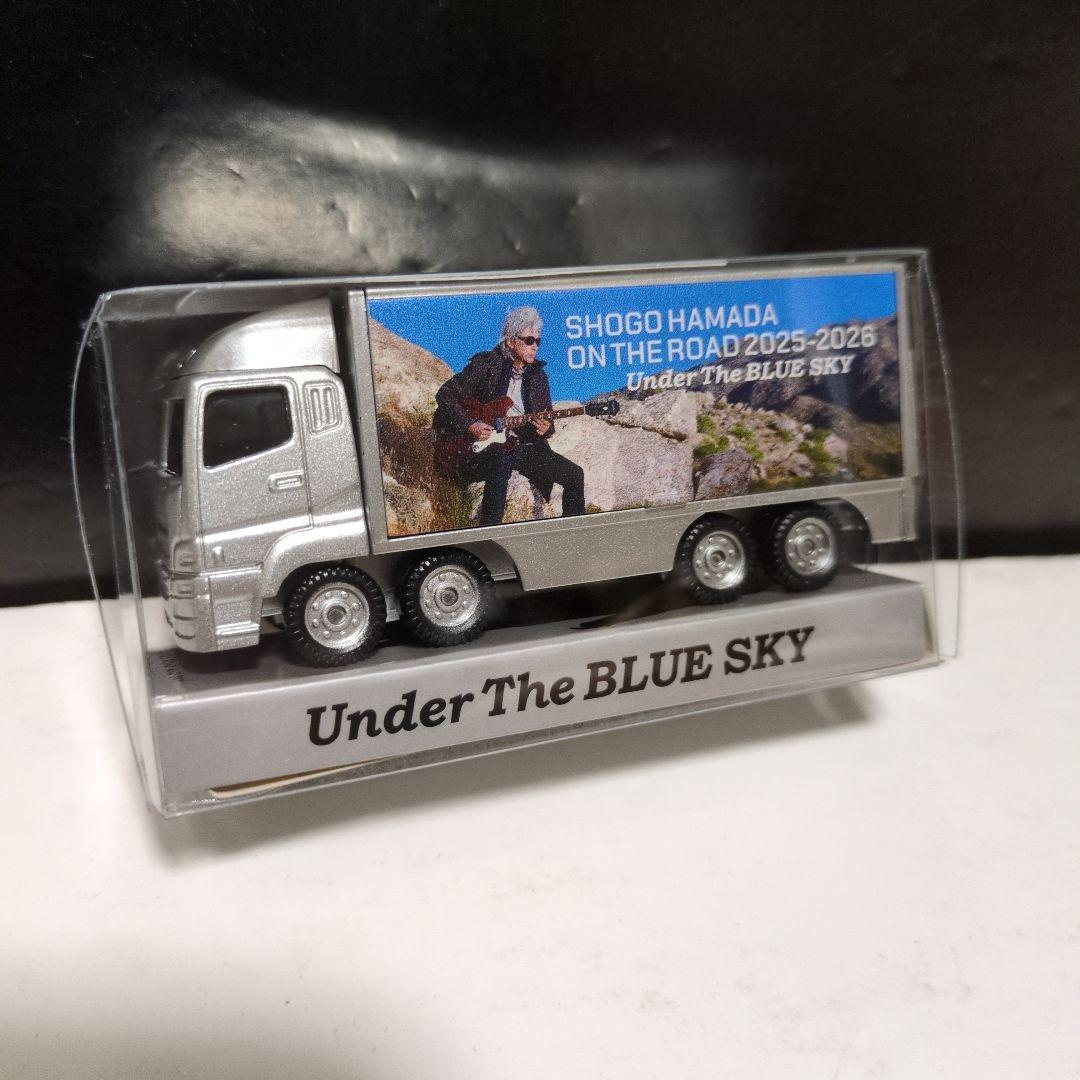 SHOGO HAMADA
ON THE ROAD 2025-2026
Under The BLUE SKY
Under The BLUE SKY